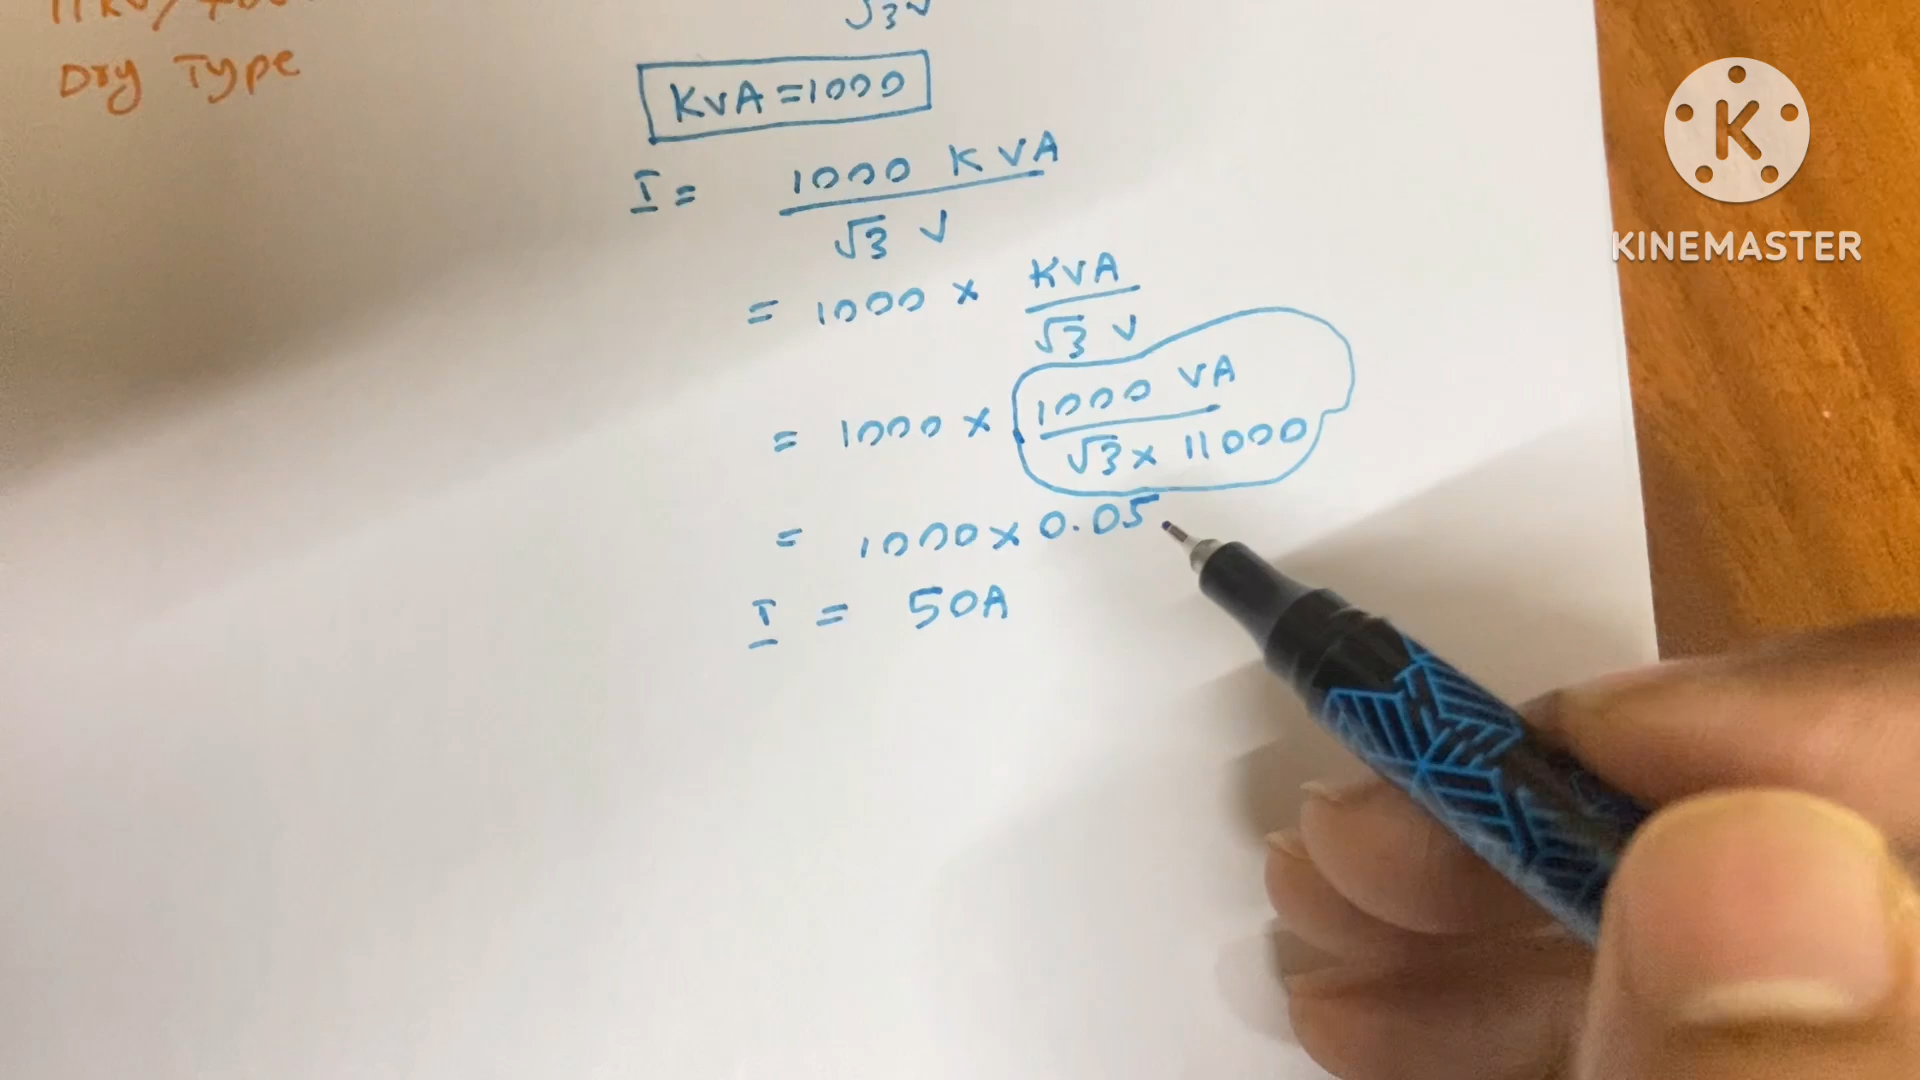 √3 V
Dry Type
KVA = 1000
I = 1000 KVA
√3 V
= 1000 × KVA
√3 V
= 1000 × 1000 VA
√3 × 11000
= 1000 × 0.05
I = 50A
K
KINEMASTER